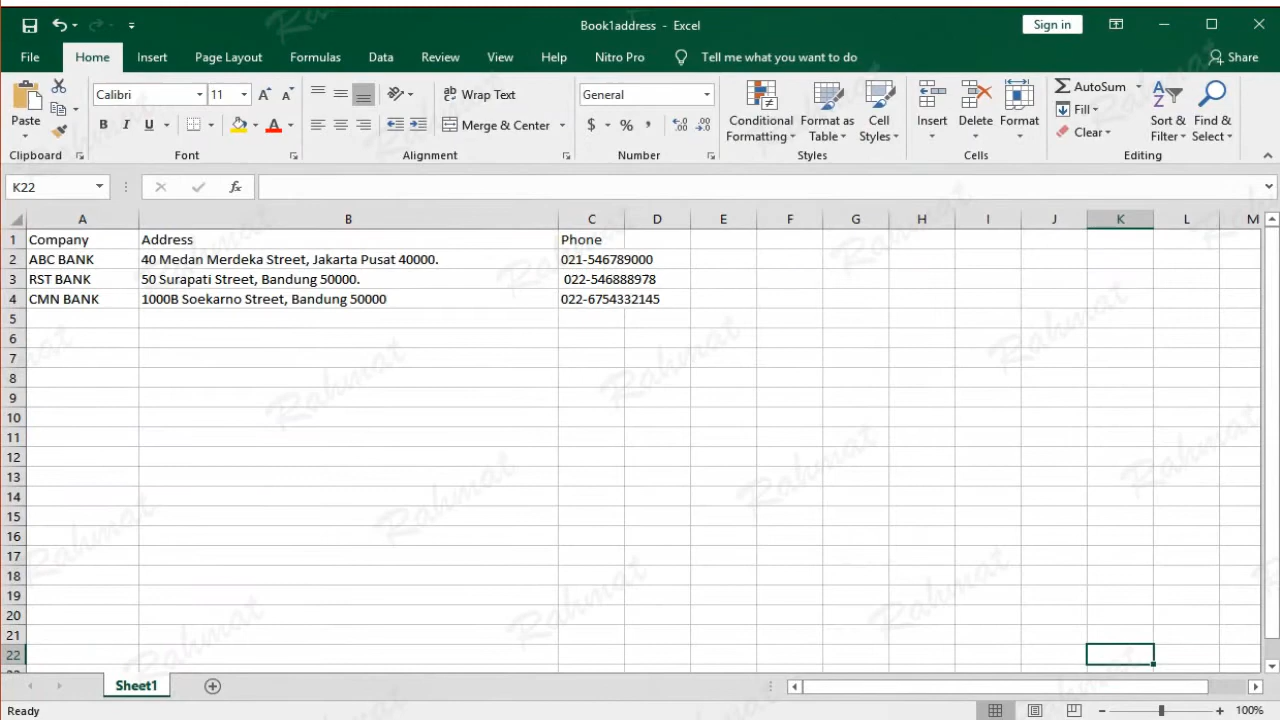 Book1address - Excel
Sign in
File Home Insert Page Layout Formulas Data Review View Help Nitro Pro Tell me what you want to do Share
Paste
Calibri 11
B I U
Wrap Text
Merge & Center
General
$ % ,
Conditional Formatting
Format as Table
Cell Styles
Insert
Delete
Format
AutoSum
Fill
Clear
Sort & Filter
Find & Select
Clipboard Font Alignment Number Styles Cells Editing
K22 fx
A B C D E F G H I J K L M
1 Company Address Phone
2 ABC BANK 40 Medan Merdeka Street, Jakarta Pusat 40000. 021-546789000
3 RST BANK 50 Surapati Street, Bandung 50000. 022-546888978
4 CMN BANK 1000B Soekarno Street, Bandung 50000 022-6754332145
5
6
7
8
9
10
11
12
13
14
15
16
17
18
19
20
21
22
Sheet1
Ready 100%
Rahmat